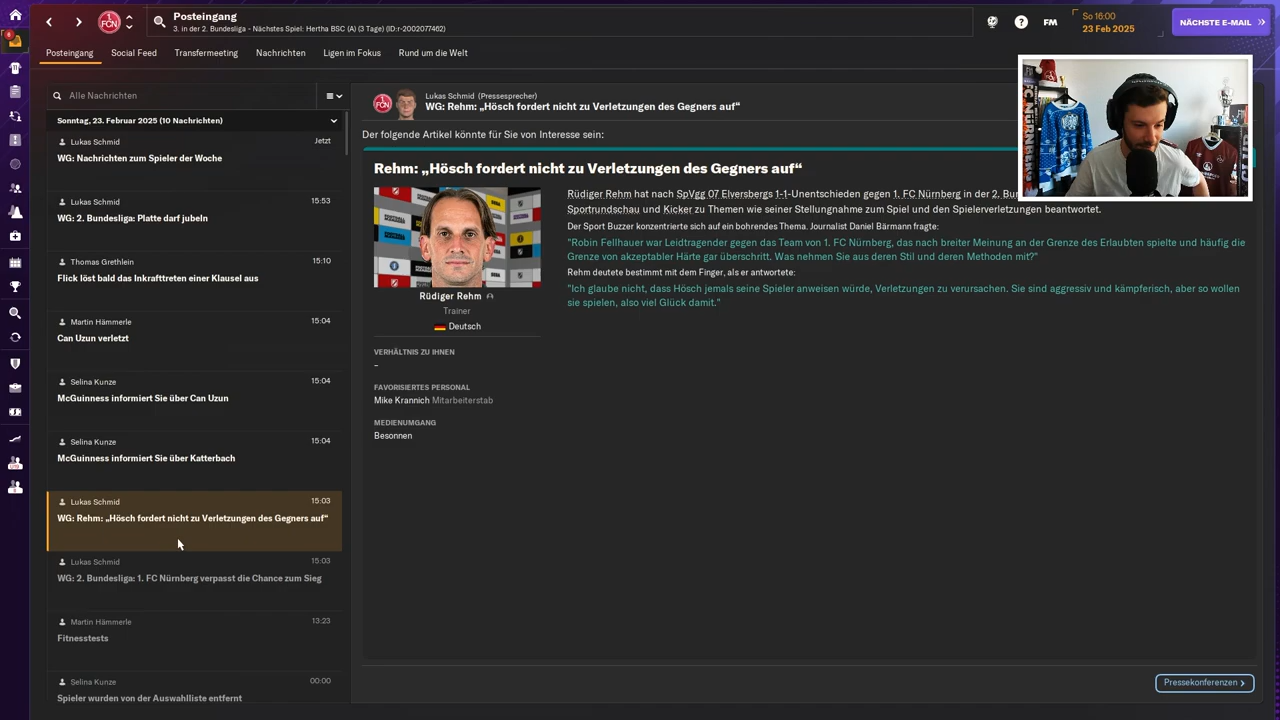 Posteingang
3. in der 2. Bundesliga - Nächstes Spiel: Hertha BSC (A) (3 Tage) (ID:r-2002077462)
FM
So 16:00
23 Feb 2025
NÄCHSTE E-MAIL
Posteingang
Social Feed
Transfermeeting
Nachrichten
Ligen im Fokus
Rund um die Welt
Alle Nachrichten
Sonntag, 23. Februar 2025 (10 Nachrichten)
Lukas Schmid
Jetzt
WG: Nachrichten zum Spieler der Woche
Lukas Schmid
15:53
WG: 2. Bundesliga: Platte darf jubeln
Thomas Grethlein
15:10
Flick löst bald das Inkrafttreten einer Klausel aus
Martin Hämmerle
15:04
Can Uzun verletzt
Selina Kunze
15:04
McGuinness informiert Sie über Can Uzun
Selina Kunze
15:04
McGuinness informiert Sie über Katterbach
Lukas Schmid
15:03
WG: Rehm: „Hösch fordert nicht zu Verletzungen des Gegners auf“
Lukas Schmid
15:03
WG: 2. Bundesliga: 1. FC Nürnberg verpasst die Chance zum Sieg
Martin Hämmerle
13:23
Fitnesstests
Selina Kunze
00:00
Spieler wurden von der Auswahlliste entfernt
Lukas Schmid (Pressesprecher)
WG: Rehm: „Hösch fordert nicht zu Verletzungen des Gegners auf“
Der folgende Artikel könnte für Sie von Interesse sein:
Rehm: „Hösch fordert nicht zu Verletzungen des Gegners auf“
Rüdiger Rehm
Trainer
Deutsch
VERHÄLTNIS ZU IHNEN
-
FAVORISIERTES PERSONAL
Mike Krannich Mitarbeiterstab
MEDIENUMGANG
Besonnen
Rüdiger Rehm hat nach SpVgg 07 Elversbergs 1-1-Unentschieden gegen 1. FC Nürnberg in der 2. Bu
Sportrundschau und Kicker zu Themen wie seiner Stellungnahme zum Spiel und den Spielerverletzungen beantwortet.
Der Sport Buzzer konzentrierte sich auf ein bohrendes Thema. Journalist Daniel Bärmann fragte:
"Robin Fellhauer war Leidtragender gegen das Team von 1. FC Nürnberg, das nach breiter Meinung an der Grenze des Erlaubten spielte und häufig die
Grenze von akzeptabler Härte gar überschritt. Was nehmen Sie aus deren Stil und deren Methoden mit?"
Rehm deutete bestimmt mit dem Finger, als er antwortete:
"Ich glaube nicht, dass Hösch jemals seine Spieler anweisen würde, Verletzungen zu verursachen. Sie sind aggressiv und kämpferisch, aber so wollen
sie spielen, also viel Glück damit."
Pressekonferenzen